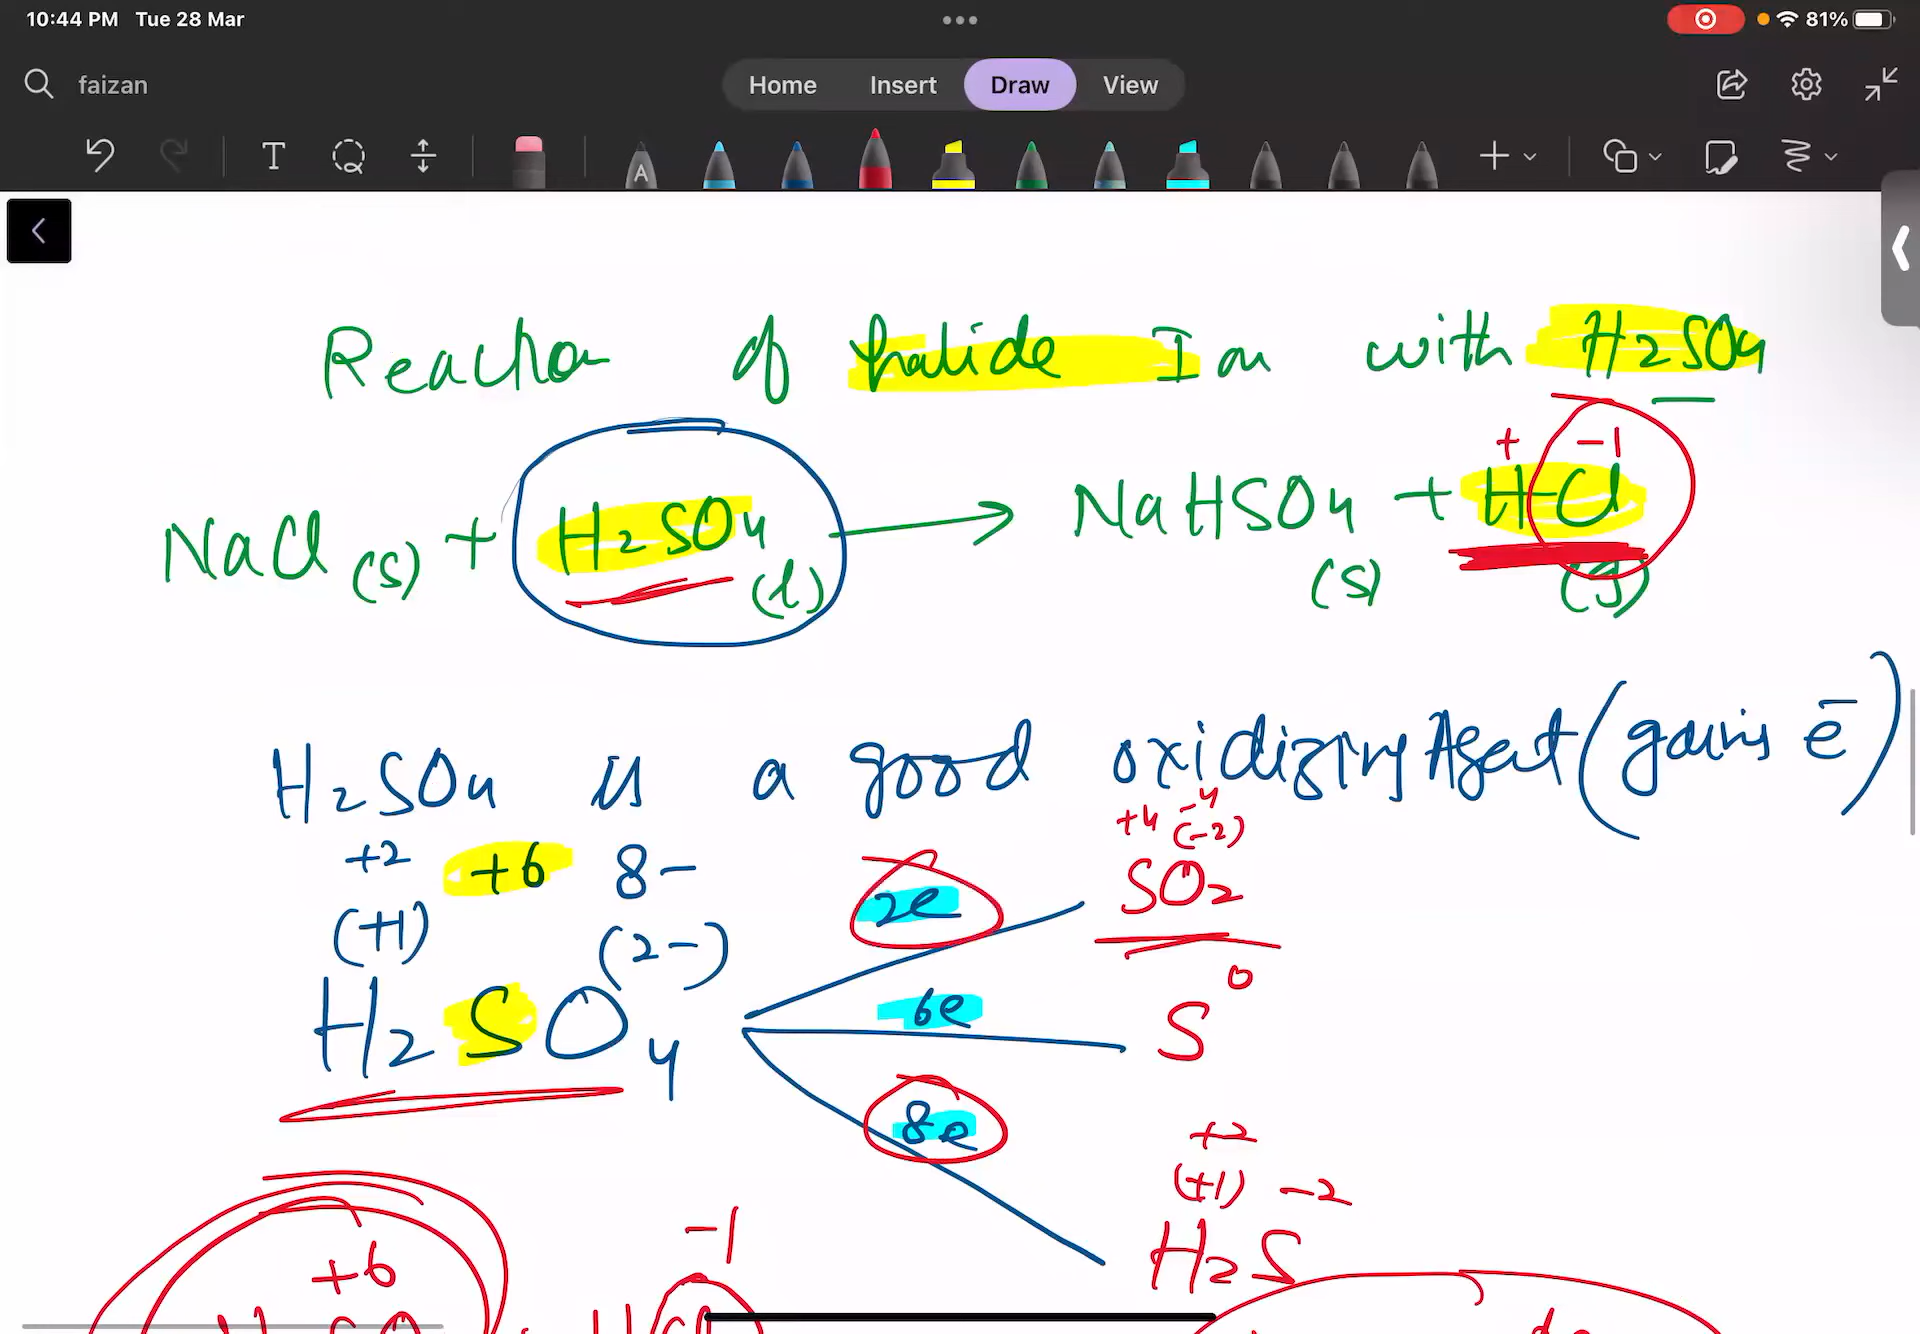 10:44 PM Tue 28 Mar
81%
faizan
Home Insert Draw View
T A
Reaction of halide Ion with H2SO4
+ -1
NaCl (s) + H2SO4 (l) → NaHSO4 (s) + HCl (g)
H2SO4 is a good oxidizing Agent (gains e-)
+2 +6 8-
(+1) (2-)
H2SO4
2e
+4 -4
(-2)
SO2
6e
S 0
8e
+2
(+1) -2
H2S
+6 -1